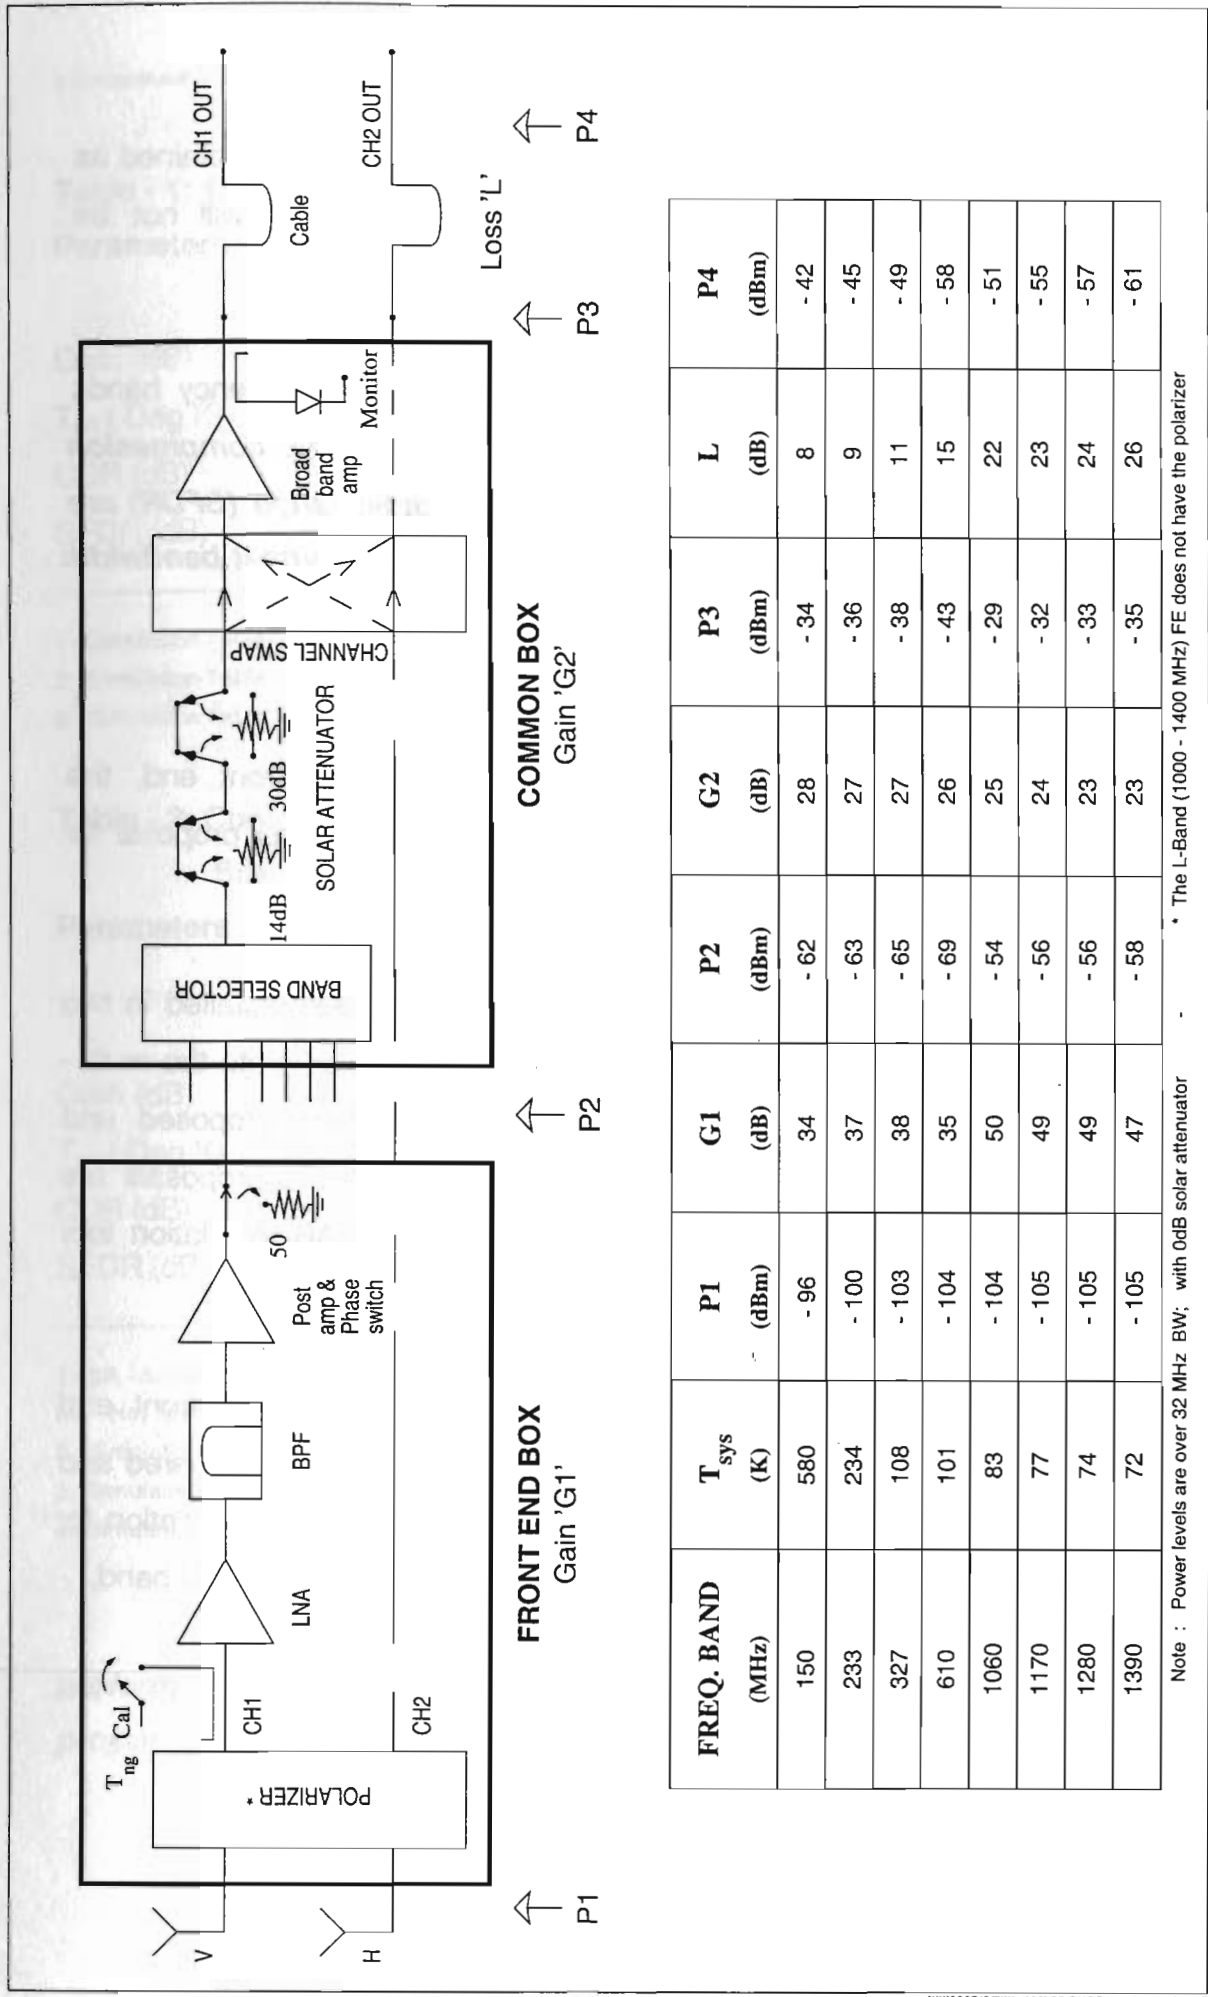 V
H
P1
POLARIZER *
T ng
Cal
CH1
CH2
LNA
BPF
Post
amp &
Phase
switch
50
FRONT END BOX
Gain 'G1'
P2
BAND SELECTOR
14dB
30dB
SOLAR ATTENUATOR
CHANNEL SWAP
Broad
band
amp
Monitor
COMMON BOX
Gain 'G2'
P3
Cable
Loss 'L'
CH1 OUT
CH2 OUT
P4
FREQ. BAND T sys P1 G1 P2 G2 P3 L P4
(MHz) (K) (dBm) (dB) (dBm) (dB) (dBm) (dB) (dBm)
150 580 - 96 34 - 62 28 - 34 8 - 42
233 234 - 100 37 - 63 27 - 36 9 - 45
327 108 - 103 38 - 65 27 - 38 11 - 49
610 101 - 104 35 - 69 26 - 43 15 - 58
1060 83 - 104 50 - 54 25 - 29 22 - 51
1170 77 - 105 49 - 56 24 - 32 23 - 55
1280 74 - 105 49 - 56 23 - 33 24 - 57
1390 72 - 105 47 - 58 23 - 35 26 - 61
Note : Power levels are over 32 MHz BW; with 0dB solar attenuator - * The L-Band (1000 - 1400 MHz) FE does not have the polarizer